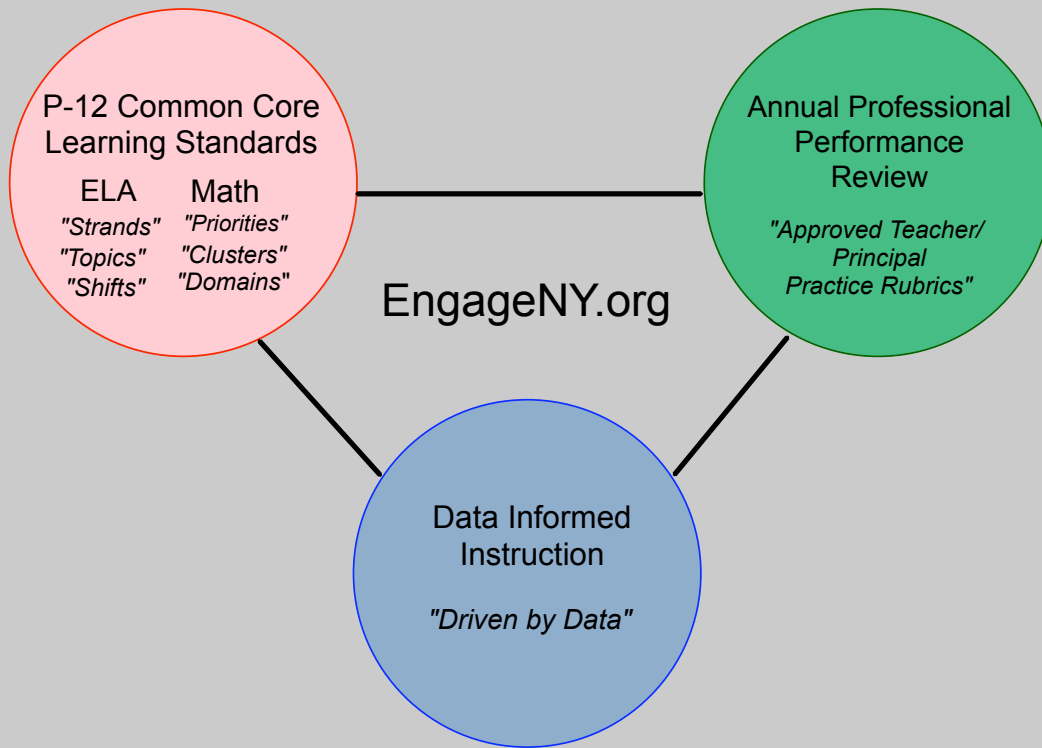 P-12 Common Core
Learning Standards
ELA
"Strands"
"Topics"
"Shifts"
Math
"Priorities"
"Clusters"
"Domains"
Annual Professional
Performance
Review
"Approved Teacher/
Principal
Practice Rubrics"
EngageNY.org
Data Informed
Instruction
"Driven by Data"